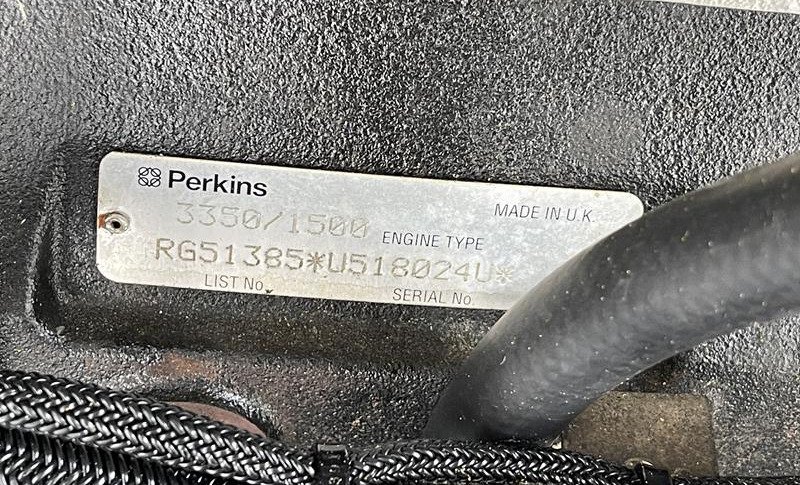 Perkins
3350/1500
MADE IN U.K.
ENGINE TYPE
RG51385*U518024U*
LIST No.
SERIAL No.